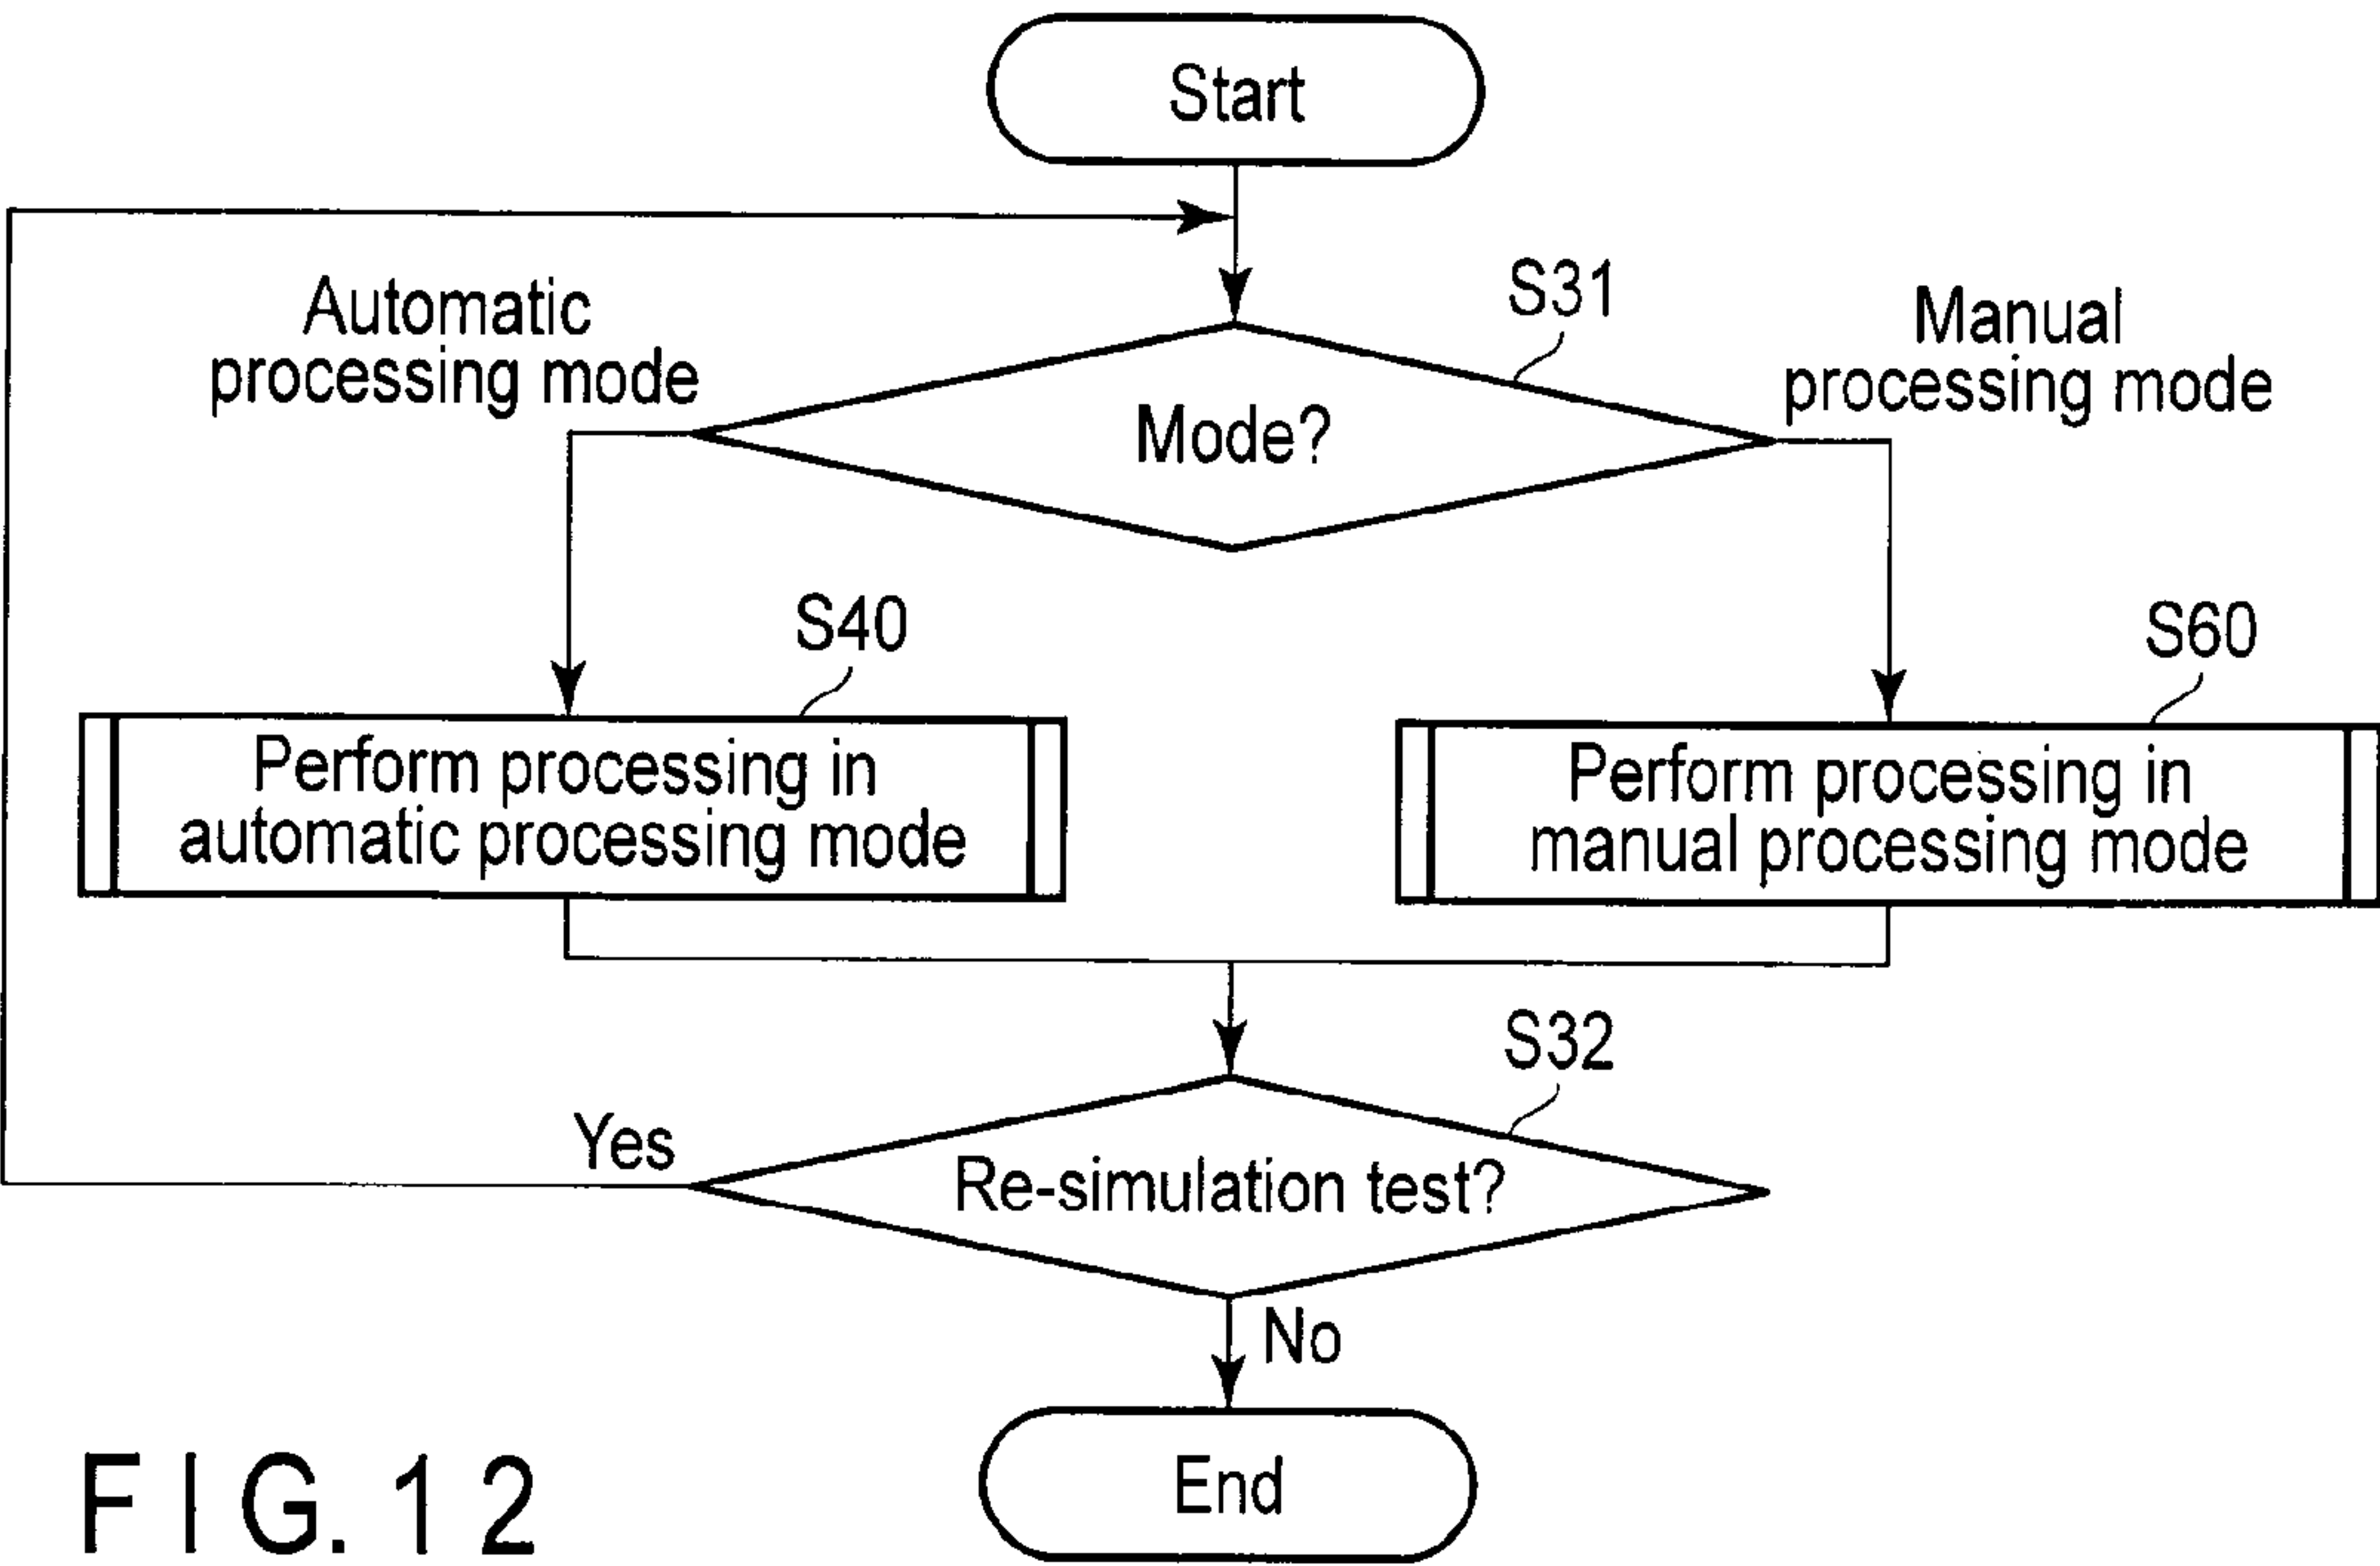 Start
Automatic
processing mode
S31
Manual
processing mode
Mode?
S40
S60
Perform processing in
automatic processing mode
Perform processing in
manual processing mode
S32
Yes
Re-simulation test?
No
End
FIG. 12